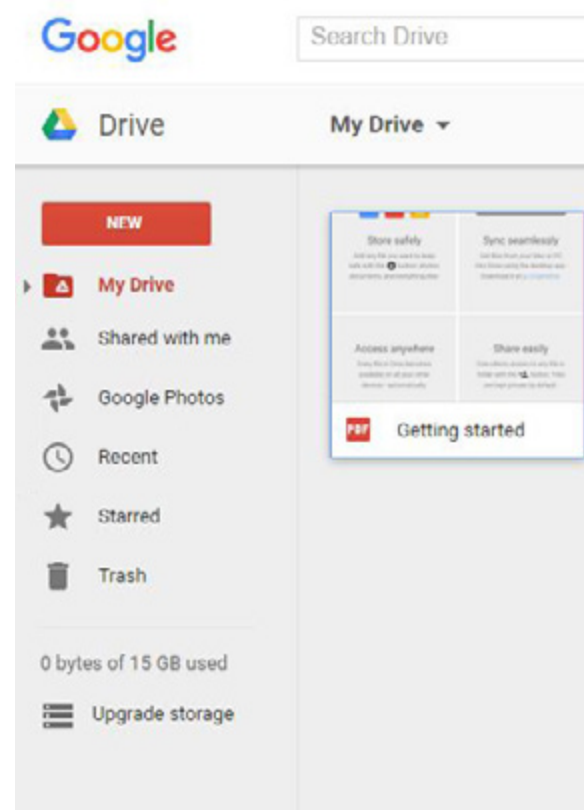 Google
Search Drive
Drive
My Drive
NEW
My Drive
Shared with me
Google Photos
Recent
Starred
Trash
0 bytes of 15 GB used
Upgrade storage
Store safely
Sync seamlessly
Access anywhere
Share easily
PDF
Getting started